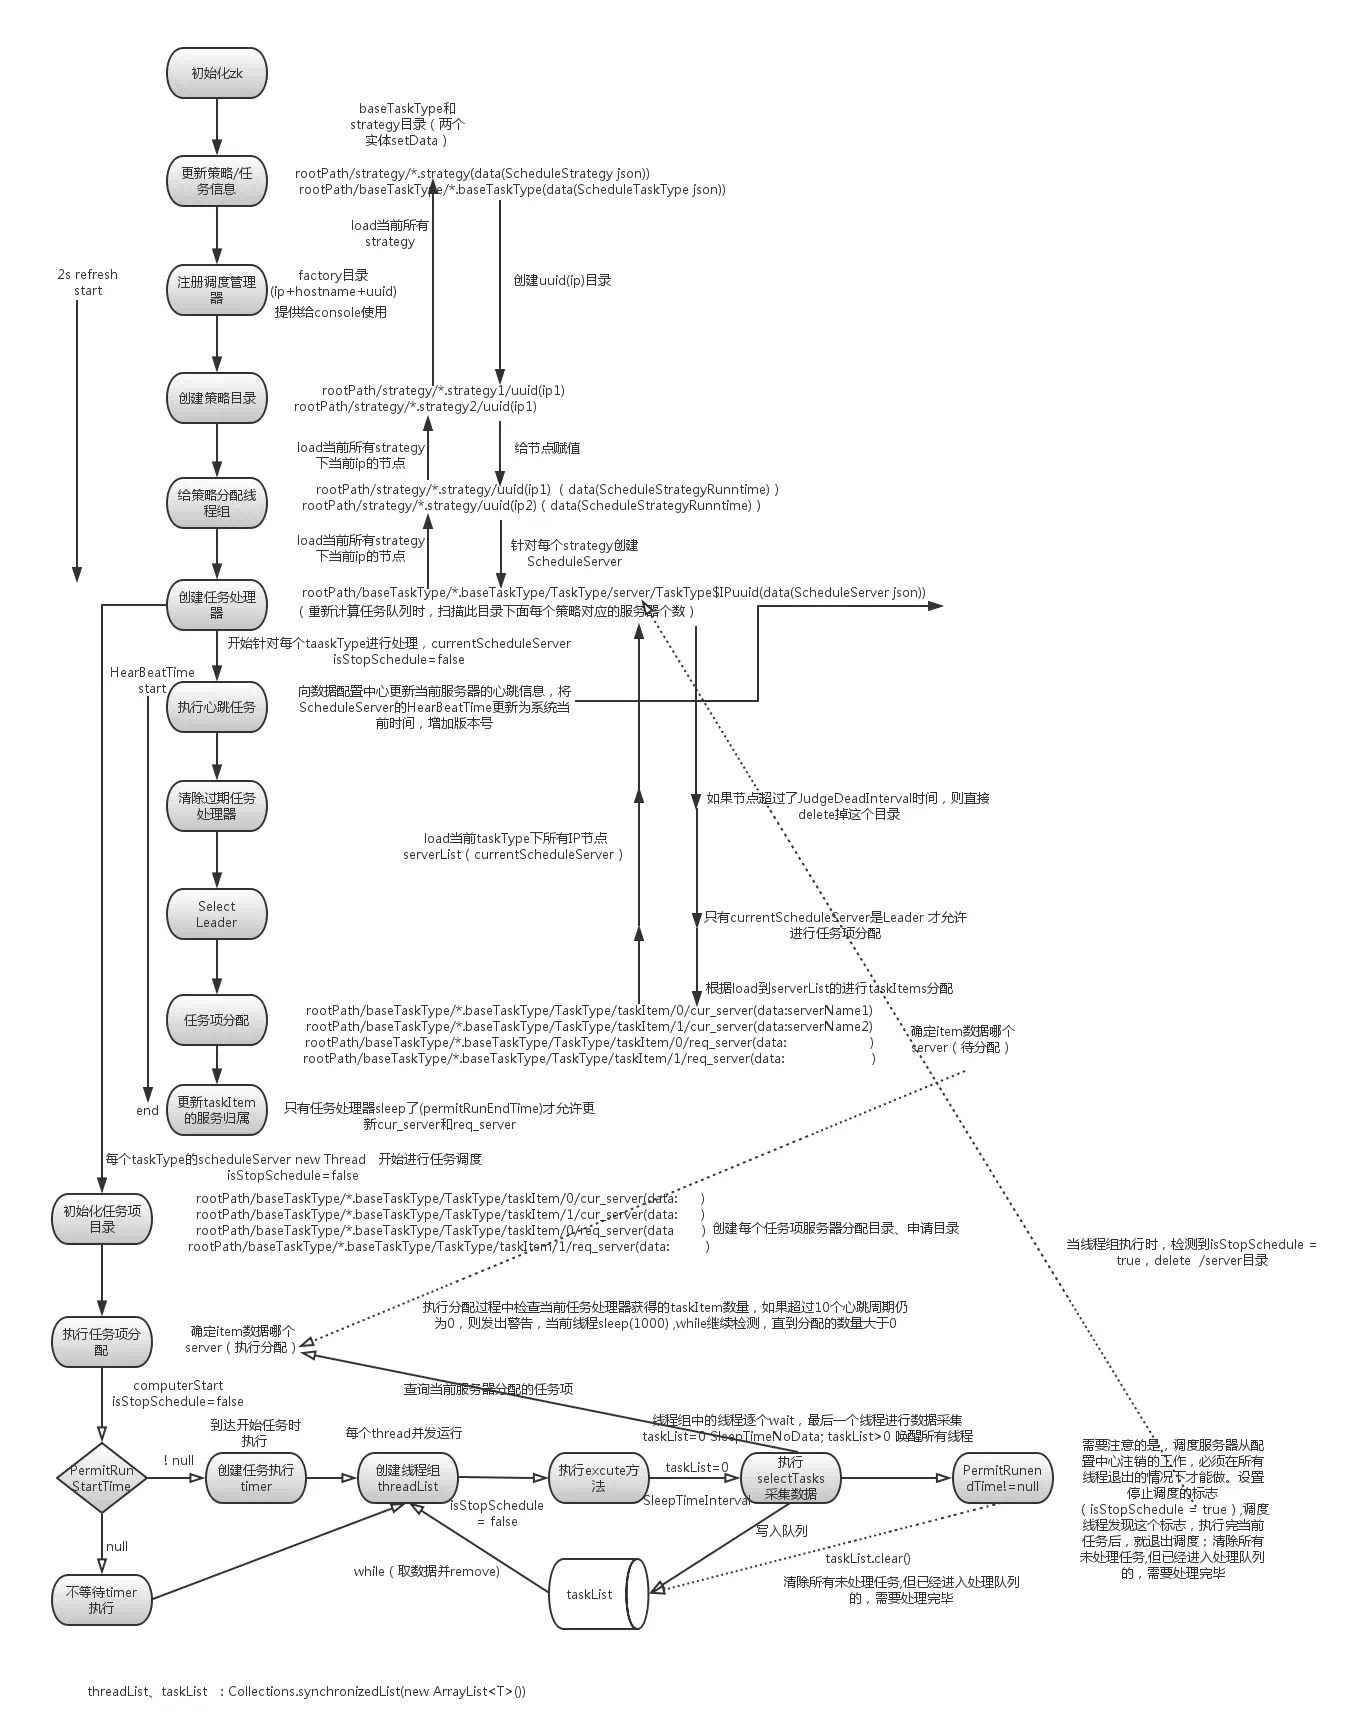 初始化zk
baseTaskType和
strategy目录（两个
实体setData）
更新策略/任
务信息
rootPath/strategy/*.strategy(data(ScheduleStrategy json))
rootPath/baseTaskType/*.baseTaskType(data(ScheduleTaskType json))
load当前所有
strategy
2s refresh
start
注册调度管理
器
factory目录
(ip+hostname+uuid)
提供给console使用
创建uuid(ip)目录
创建策略目录
rootPath/strategy/*.strategy1/uuid(ip1)
rootPath/strategy/*.strategy2/uuid(ip1)
load当前所有strategy
下当前ip的节点
给节点赋值
给策略分配线
程组
rootPath/strategy/*.strategy/uuid(ip1) （data(ScheduleStrategyRunntime)）
rootPath/strategy/*.strategy/uuid(ip2)（data(ScheduleStrategyRunntime)）
load当前所有strategy
下当前ip的节点
针对每个strategy创建
ScheduleServer
创建任务处理
器
rootPath/baseTaskType/*.baseTaskType/TaskType/server/TaskType$IPuuid(data(ScheduleServer json))
（重新计算任务队列时，扫描此目录下面每个策略对应的服务器个数）
开始针对每个taaskType进行处理，currentScheduleServer
isStopSchedule=false
HearBeatTime
start
执行心跳任务
向数据配置中心更新当前服务器的心跳信息，将
ScheduleServer的HearBeatTime更新为系统当
前时间，增加版本号
清除过期任务
处理器
如果节点超过了JudgeDeadInterval时间，则直接
delete掉这个目录
load当前taskType下所有IP节点
serverList（currentScheduleServer）
Select
Leader
只有currentScheduleServer是Leader 才允许
进行任务项分配
根据load到serverList的进行taskItems分配
任务项分配
rootPath/baseTaskType/*.baseTaskType/TaskType/taskItem/0/cur_server(data:serverName1)
rootPath/baseTaskType/*.baseTaskType/TaskType/taskItem/1/cur_server(data:serverName2)
rootPath/baseTaskType/*.baseTaskType/TaskType/taskItem/0/req_server(data: )
rootPath/baseTaskType/*.baseTaskType/TaskType/taskItem/1/req_server(data: )
确定item数据哪个
server（待分配）
end
更新taskItem
的服务归属
只有任务处理器sleep了(permitRunEndTime)才允许更
新cur_server和req_server
每个taskType的scheduleServer new Thread 开始进行任务调度
isStopSchedule=false
初始化任务项
目录
rootPath/baseTaskType/*.baseTaskType/TaskType/taskItem/0/cur_server(data: )
rootPath/baseTaskType/*.baseTaskType/TaskType/taskItem/1/cur_server(data: )
rootPath/baseTaskType/*.baseTaskType/TaskType/taskItem/0/req_server(data )
rootPath/baseTaskType/*.baseTaskType/TaskType/taskItem/1/req_server(data: )
创建每个任务项服务器分配目录、申请目录
当线程组执行时，检测到isStopSchedule =
true，delete /server目录
执行任务项分
配
确定item数据哪个
server（执行分配）
执行分配过程中检查当前任务处理器获得的taskItem数量，如果超过10个心跳周期仍
为0，则发出警告，当前线程sleep(1000) ,while继续检测，直到分配的数量大于0
computerStart
isStopSchedule=false
查询当前服务器分配的任务项
到达开始任务时
执行
每个thread并发运行
线程组中的线程逐个wait，最后一个线程进行数据采集
taskList=0 SleepTimeNoData; taskList>0 唤醒所有线程
PermitRun
StartTime
! null
创建任务执行
timer
创建线程组
threadList
执行excute方
法
taskList=0
SleepTimeInterval
执行
selectTasks
采集数据
PermitRunen
dTime!=null
需要注意的是，调度服务器从配
置中心注销的工作，必须在所有
线程退出的情况下才能做。设置
停止调度的标志
（isStopSchedule = true）,调度
线程发现这个标志，执行完当前
任务后，就退出调度；清除所有
未处理任务,但已经进入处理队列
的，需要处理完毕
isStopSchedule
= false
写入队列
null
while（取数据并remove)
taskList.clear()
清除所有未处理任务,但已经进入处理队列
的，需要处理完毕
不等待timer
执行
taskList
threadList、taskList ：Collections.synchronizedList(new ArrayList<T>())